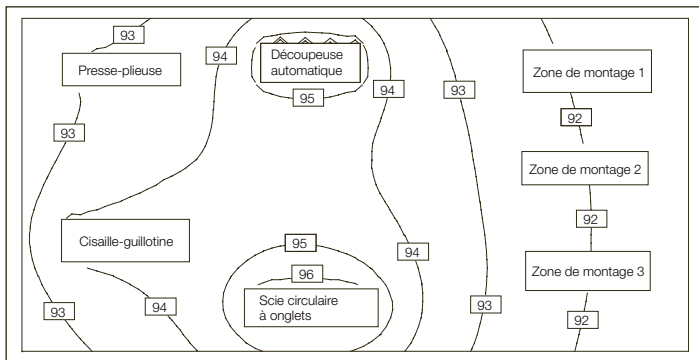 93
94
Découpeuse
automatique
Presse-plieuse
Zone de montage 1
94
93
95
92
93
Zone de montage 2
92
Cisaille-guillotine
95
94
96
Zone de montage 3
Scie circulaire
à onglets
93
94
93
92